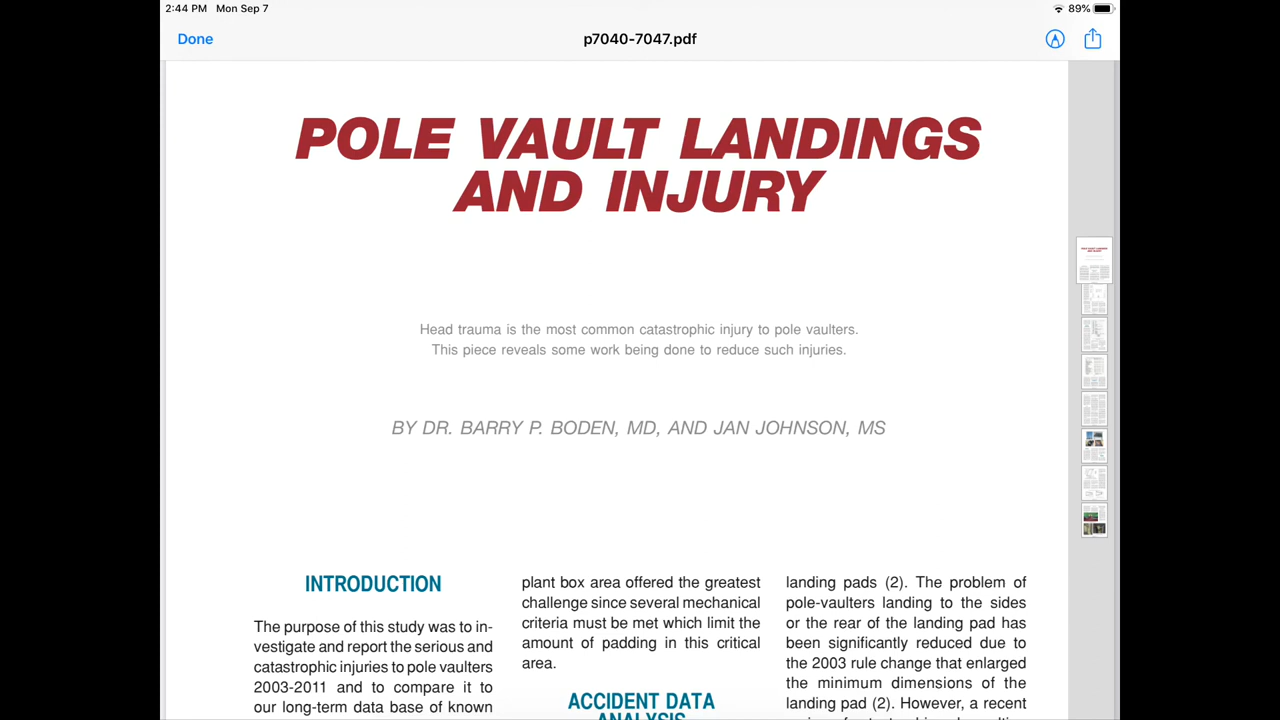 2:44 PM Mon Sep 7
89%
Done
p7040-7047.pdf
POLE VAULT LANDINGS
AND INJURY
Head trauma is the most common catastrophic injury to pole vaulters.
This piece reveals some work being done to reduce such injuries.
BY DR. BARRY P. BODEN, MD, AND JAN JOHNSON, MS
INTRODUCTION
The purpose of this study was to in-
vestigate and report the serious and
catastrophic injuries to pole vaulters
2003-2011 and to compare it to
our long-term data base of known
plant box area offered the greatest
challenge since several mechanical
criteria must be met which limit the
amount of padding in this critical
area.
ACCIDENT DATA
ANALYSIS
landing pads (2). The problem of
pole-vaulters landing to the sides
or the rear of the landing pad has
been significantly reduced due to
the 2003 rule change that enlarged
the minimum dimensions of the
landing pad (2). However, a recent